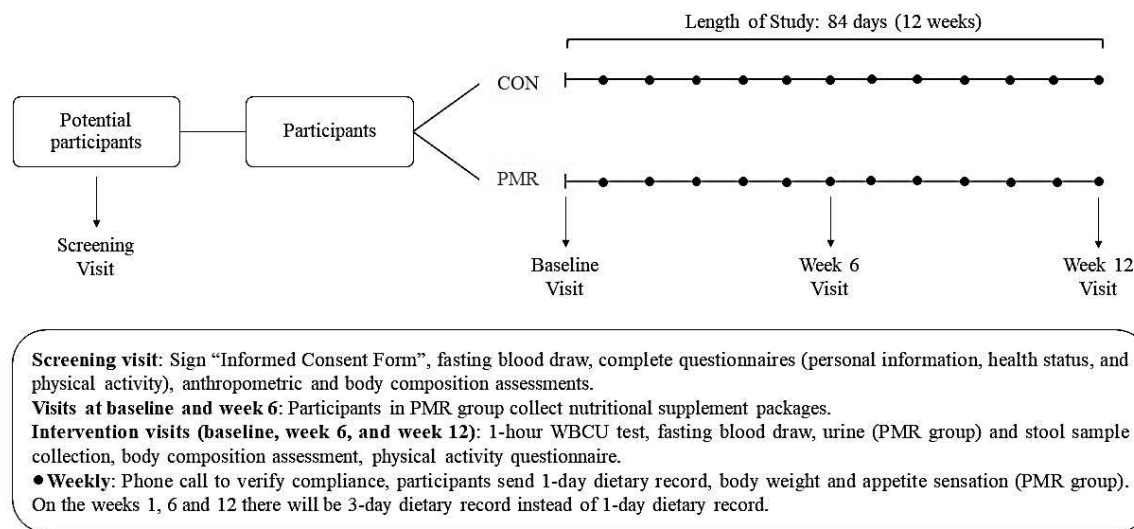 Length of Study: 84 days (12 weeks)
CON
Potential
participants
Participants
PMR
Screening
Visit
Baseline
Visit
Week 6
Visit
Week 12
Visit
Screening visit: Sign “Informed Consent Form”, fasting blood draw, complete questionnaires (personal information, health status, and
physical activity), anthropometric and body composition assessments.
Visits at baseline and week 6: Participants in PMR group collect nutritional supplement packages.
Intervention visits (baseline, week 6, and week 12): 1-hour WBCU test, fasting blood draw, urine (PMR group) and stool sample
collection, body composition assessment, physical activity questionnaire.
●Weekly: Phone call to verify compliance, participants send 1-day dietary record, body weight and appetite sensation (PMR group).
On the weeks 1, 6 and 12 there will be 3-day dietary record instead of 1-day dietary record.